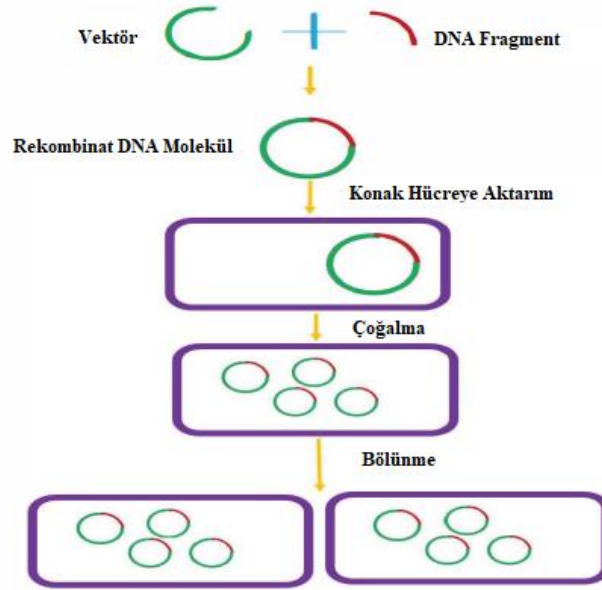 Vektör
DNA Fragment
Rekombinat DNA Molekül
Konak Hücreye Aktarım
Çoğalma
Bölünme